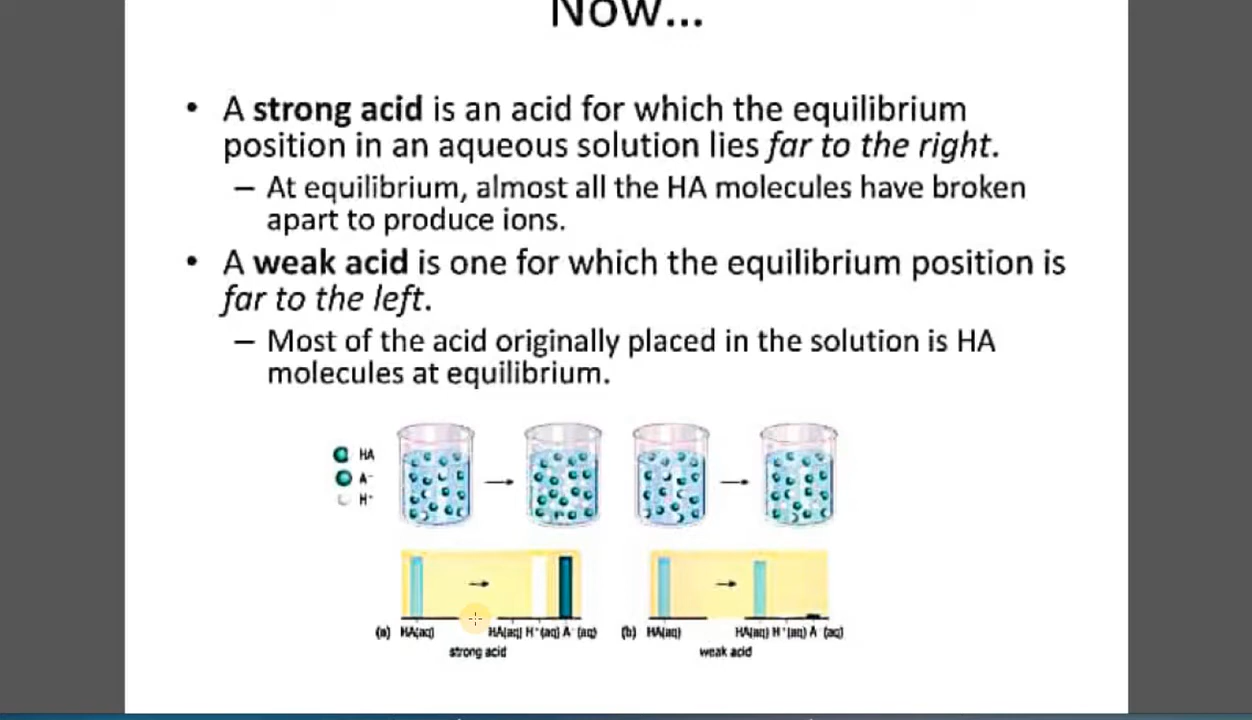 Now...
• A strong acid is an acid for which the equilibrium
position in an aqueous solution lies far to the right.
– At equilibrium, almost all the HA molecules have broken
apart to produce ions.
• A weak acid is one for which the equilibrium position is
far to the left.
– Most of the acid originally placed in the solution is HA
molecules at equilibrium.
HA
A⁻
H⁺
(a) HA(aq) HA(aq) H⁺(aq) A⁻(aq)
strong acid
(b) HA(aq) HA(aq) H⁺(aq) A⁻(aq)
weak acid